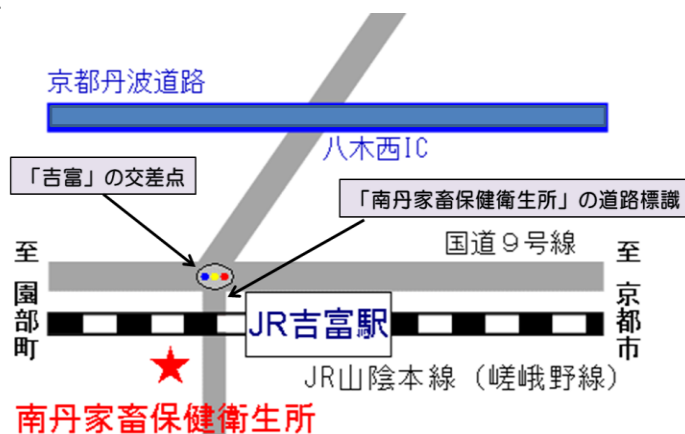 京都丹波道路
八木西IC
「吉富」の交差点
「南丹家畜保健衛生所」の道路標識
国道9号線
至園部町
至京都市
JR吉富駅
JR山陰本線（嵯峨野線）
南丹家畜保健衛生所